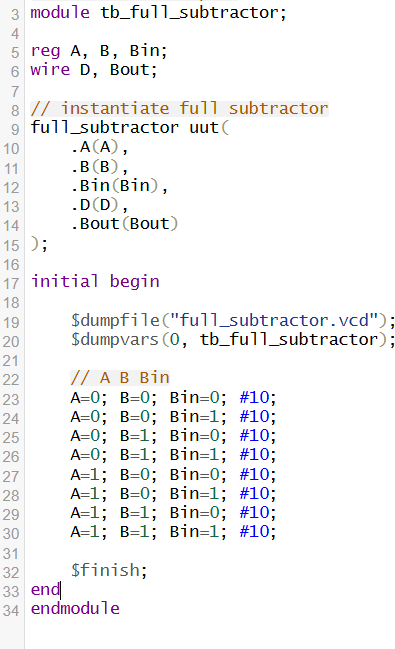 3 module tb_full_subtractor;
4
5 reg A, B, Bin;
6 wire D, Bout;
7
8 // instantiate full subtractor
9 full_subtractor uut(
10     .A(A),
11     .B(B),
12     .Bin(Bin),
13     .D(D),
14     .Bout(Bout)
15 );
16
17 initial begin
18
19     $dumpfile("full_subtractor.vcd");
20     $dumpvars(0, tb_full_subtractor);
21
22     // A B Bin
23     A=0; B=0; Bin=0; #10;
24     A=0; B=0; Bin=1; #10;
25     A=0; B=1; Bin=0; #10;
26     A=0; B=1; Bin=1; #10;
27     A=1; B=0; Bin=0; #10;
28     A=1; B=0; Bin=1; #10;
29     A=1; B=1; Bin=0; #10;
30     A=1; B=1; Bin=1; #10;
31
32     $finish;
33 end
34 endmodule